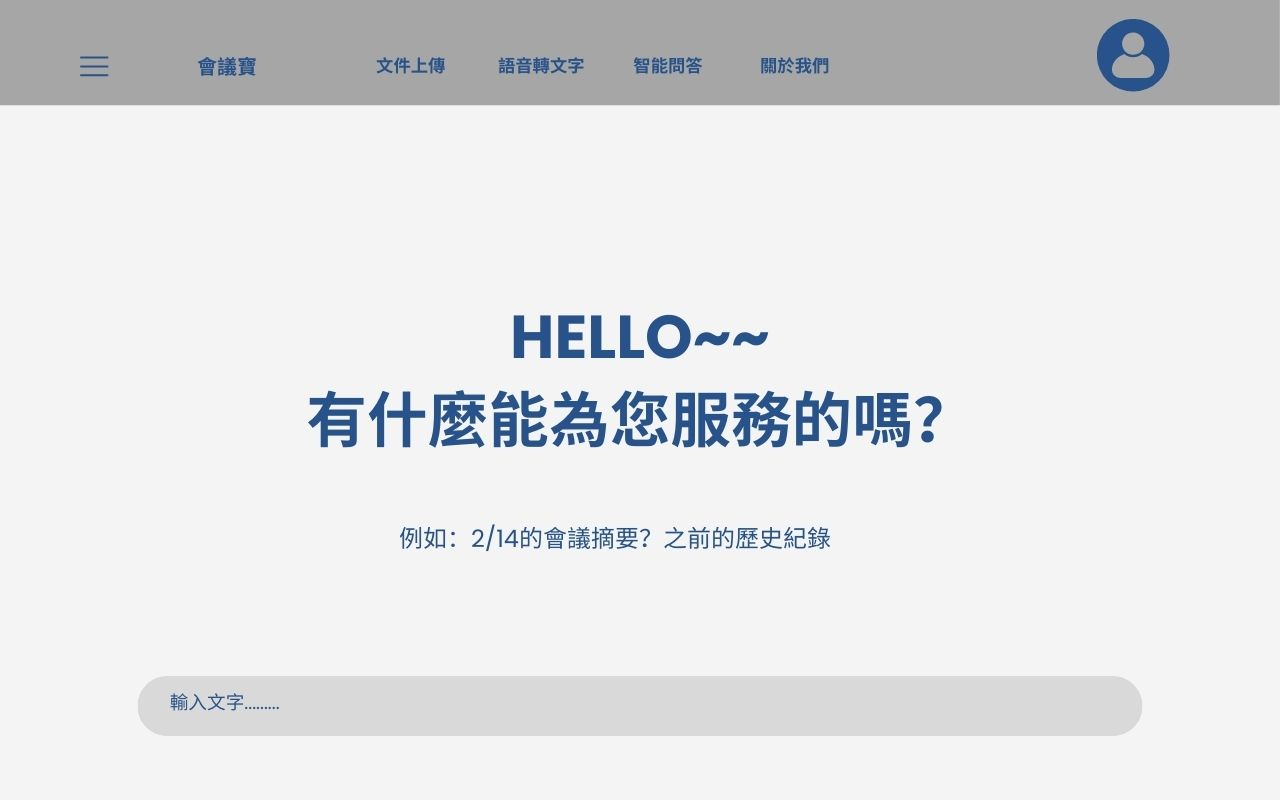 會議寶
文件上傳
語音轉文字
智能問答
關於我們
HELLO~~
有什麼能為您服務的嗎？
例如：2/14的會議摘要？之前的歷史紀錄
輸入文字.........